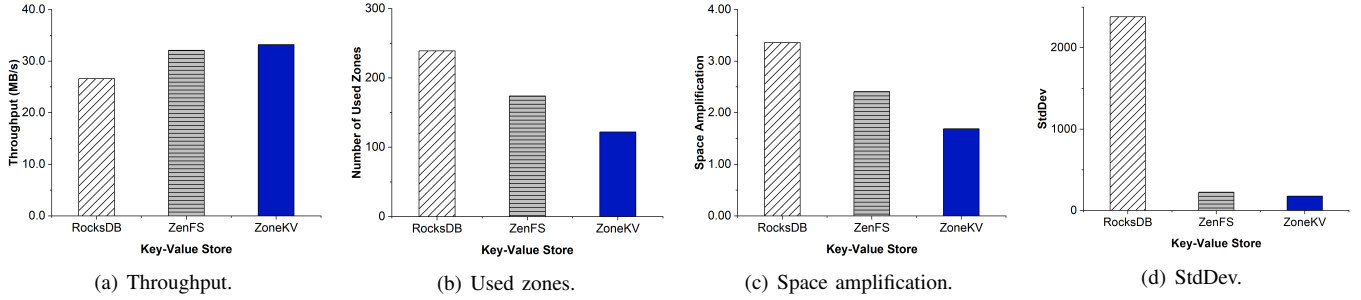 40.0
30.0
20.0
10.0
0.0
Throughput (MB/s)
RocksDB
ZenFS
ZoneKV
Key-Value Store
(a) Throughput.
300
200
100
0
Number of Used Zones
RocksDB
ZenFS
ZoneKV
Key-Value Store
(b) Used zones.
4.00
3.00
2.00
1.00
0.00
Space Amplification
RocksDB
ZenFS
ZoneKV
Key-Value Store
(c) Space amplification.
2000
1000
0
StdDev
RocksDB
ZenFS
ZoneKV
Key-Value Store
(d) StdDev.